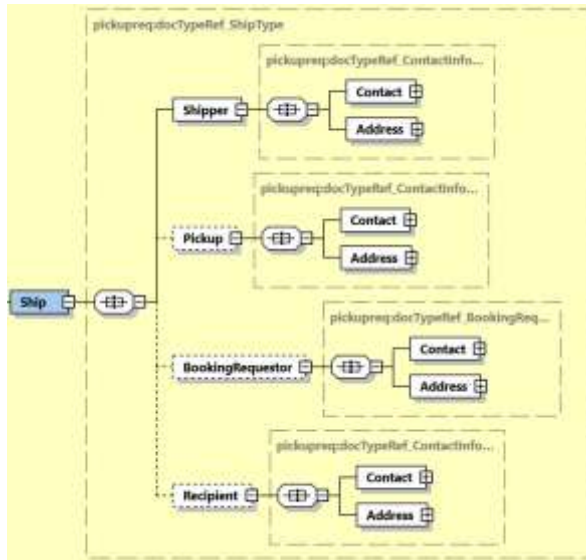 pickupreq:docTypeRef_ShipType
pickupreq:docTypeRef_ContactInfo...
Contact
Shipper
Address
pickupreq:docTypeRef_ContactInfo...
Contact
Pickup
Address
Ship
pickupreq:docTypeRef_BookingReq...
Contact
BookingRequestor
Address
pickupreq:docTypeRef_ContactInfo...
Contact
Recipient
Address